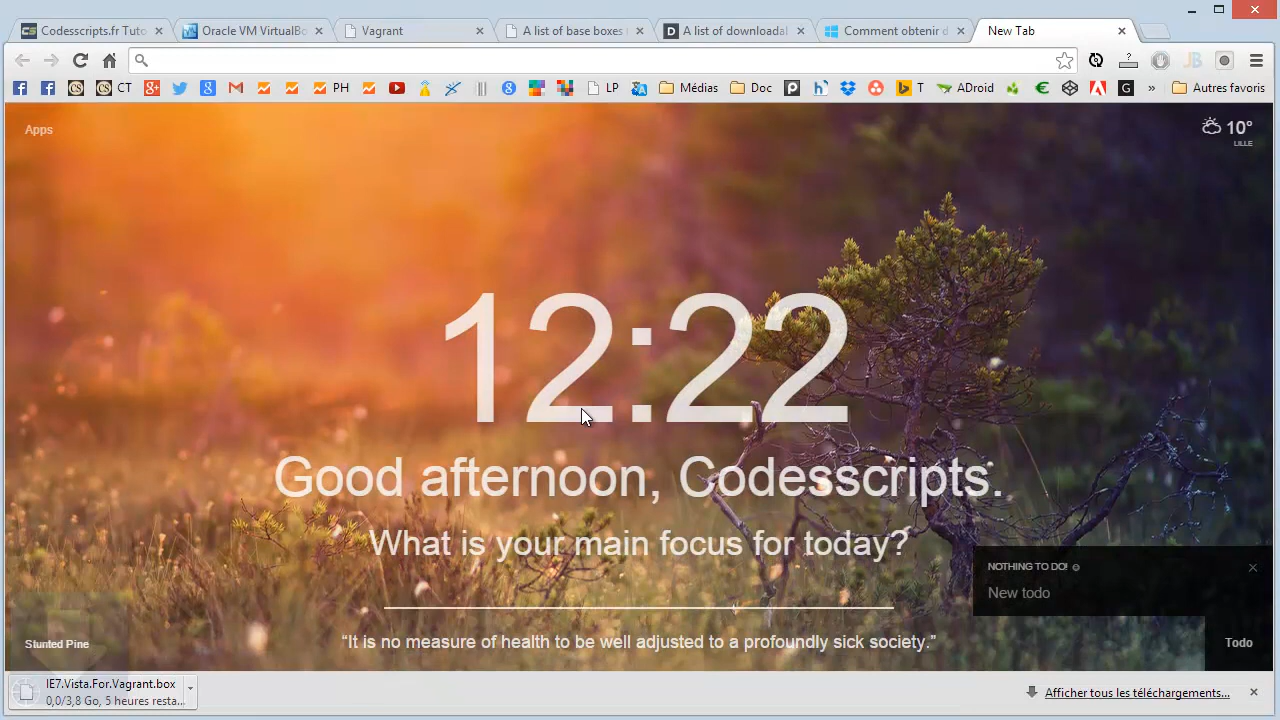 Codesscripts.fr Tuto
Oracle VM VirtualBo
Vagrant
A list of base boxes
A list of downloadal
Comment obtenir d
New Tab
CT
PH
LP
Médias
Doc
T
ADroid
»
Autres favoris
Apps
10°
LILLE
12:22
Good afternoon, Codesscripts.
What is your main focus for today?
NOTHING TO DO! ☺
New todo
“It is no measure of health to be well adjusted to a profoundly sick society.”
Stunted Pine
Todo
IE7.Vista.For.Vagrant.box
0,0/3,8 Go, 5 heures resta...
Afficher tous les téléchargements...